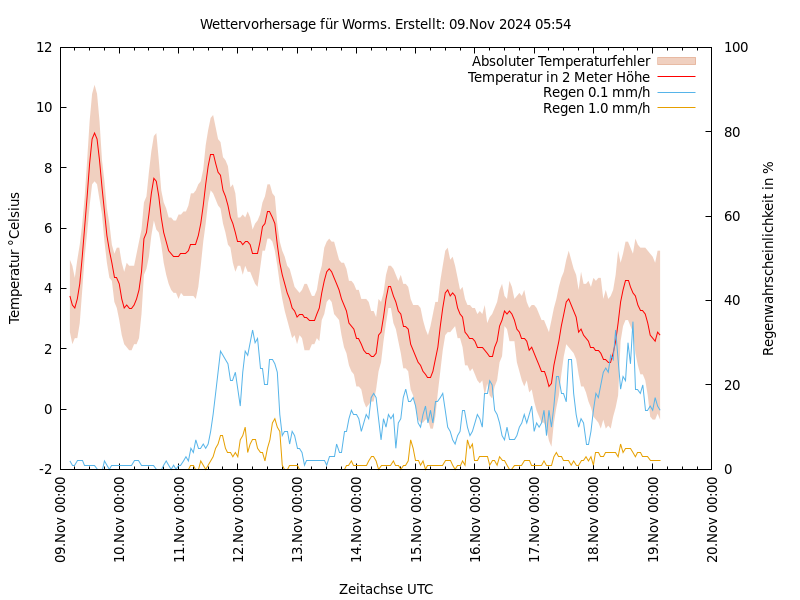 Wettervorhersage für Worms. Erstellt: 09.Nov 2024 05:54
12
10
8
6
4
2
0
-2
100
80
60
40
20
0
Absoluter Temperaturfehler
Temperatur in 2 Meter Höhe
Regen 0.1 mm/h
Regen 1.0 mm/h
Temperatur °Celsius
Regenwahrscheinlichkeit in %
09.Nov 00:00
10.Nov 00:00
11.Nov 00:00
12.Nov 00:00
13.Nov 00:00
14.Nov 00:00
15.Nov 00:00
16.Nov 00:00
17.Nov 00:00
18.Nov 00:00
19.Nov 00:00
20.Nov 00:00
Zeitachse UTC